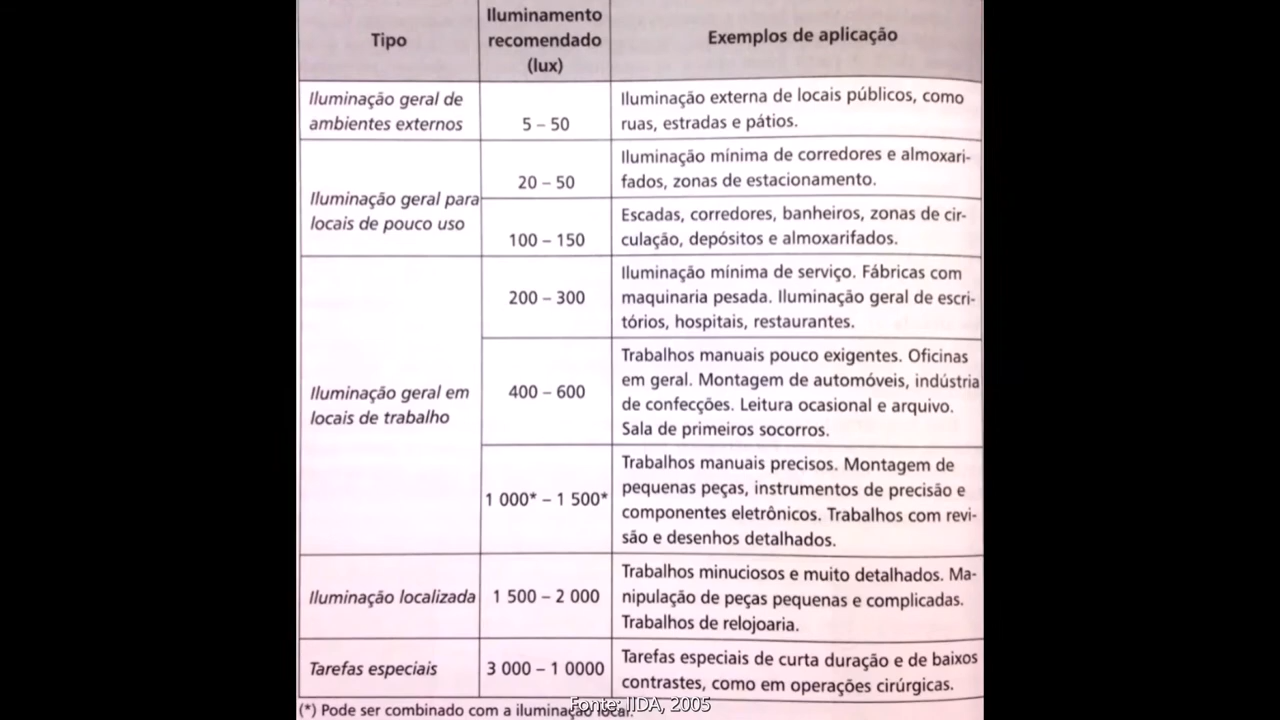 Tipo
Iluminamento
recomendado
(lux)
Exemplos de aplicação
Iluminação geral de
ambientes externos
5 – 50
Iluminação externa de locais públicos, como
ruas, estradas e pátios.
Iluminação geral para
locais de pouco uso
20 – 50
Iluminação mínima de corredores e almoxari-
fados, zonas de estacionamento.
100 – 150
Escadas, corredores, banheiros, zonas de cir-
culação, depósitos e almoxarifados.
Iluminação geral em
locais de trabalho
200 – 300
Iluminação mínima de serviço. Fábricas com
maquinaria pesada. Iluminação geral de escri-
tórios, hospitais, restaurantes.
400 – 600
Trabalhos manuais pouco exigentes. Oficinas
em geral. Montagem de automóveis, indústria
de confecções. Leitura ocasional e arquivo.
Sala de primeiros socorros.
1 000* – 1 500*
Trabalhos manuais precisos. Montagem de
pequenas peças, instrumentos de precisão e
componentes eletrônicos. Trabalhos com revi-
são e desenhos detalhados.
Iluminação localizada
1 500 – 2 000
Trabalhos minuciosos e muito detalhados. Ma-
nipulação de peças pequenas e complicadas.
Trabalhos de relojoaria.
Tarefas especiais
3 000 – 1 0000
Tarefas especiais de curta duração e de baixos
contrastes, como em operações cirúrgicas.
(*) Pode ser combinado com a iluminação local.
Fonte: IIDA, 2005